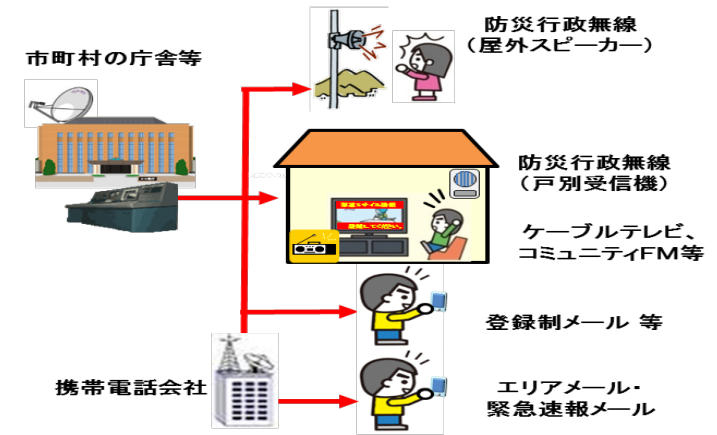 市町村の庁舎等
防災行政無線
（屋外スピーカー）
防災行政無線
（戸別受信機）
ケーブルテレビ、
コミュニティFM等
登録制メール 等
携帯電話会社
エリアメール・
緊急速報メール